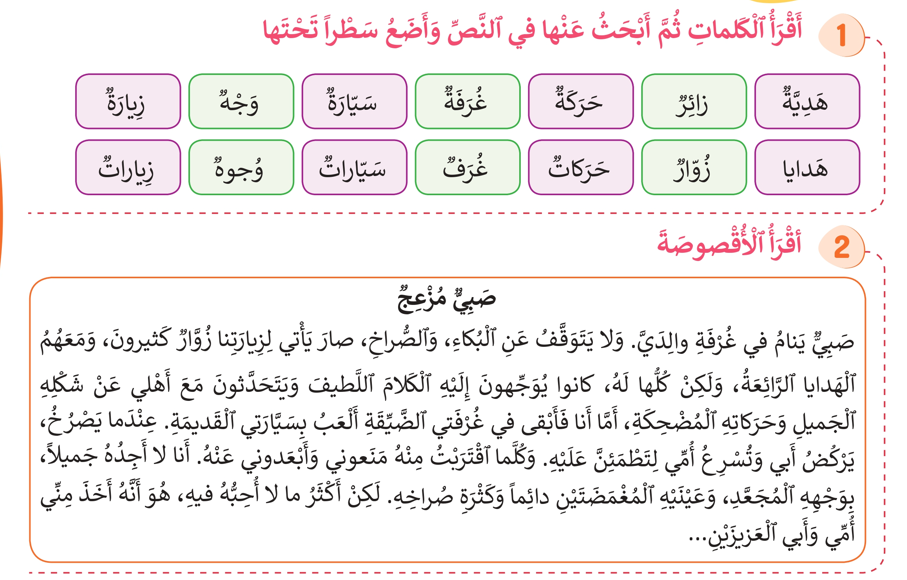 1 أَقْرَأُ ٱلْكَلِماتِ ثُمَّ أَبْحَثُ عَنْها في ٱلنَّصِّ وَأَضَعُ سَطْراً تَحْتَها
هَدِيَّةٌ زائِرٌ حَرَكَةٌ غُرَفَةٌ سَيّارَةٌ وَجْهٌ زِيارَةٌ
هَدايا زُوّارٌ حَرَكاتٌ غُرَفٌ سَيّاراتٌ وُجوهٌ زِياراتٌ
2 أَقْرَأُ ٱلْأُقْصوصَةَ
صَبِيٌّ مُزْعِجٌ
صَبِيٌّ يَنامُ في غُرْفَةِ والِدَيَّ. وَلا يَتَوَقَّفُ عَنِ ٱلْبُكاءِ، وَٱلصُّراخِ، صارَ يَأْتي لِزِيارَتِنا زُوَّارٌ كَثيرونَ، وَمَعَهُمُ
ٱلْهَدايا ٱلرَّائِعَةُ، وَلَكِنْ كُلُّها لَهُ، كانوا يُوَجِّهونَ إِلَيْهِ ٱلْكَلامَ ٱللَّطيفَ وَيَتَحَدَّثونَ مَعَ أَهْلي عَنْ شَكْلِهِ
ٱلْجَميلِ وَحَرَكاتِهِ ٱلْمُضْحِكَةِ، أَمَّا أَنا فَأَبْقى في غُرْفَتي ٱلضَّيِّقَةِ أَلْعَبُ بِسَيَّارَتي ٱلْقَديمَةِ. عِنْدَما يَصْرُخُ،
يَرْكُضُ أَبي وَتُسْرِعُ أُمِّي لِتَطْمَئِنَّ عَلَيْهِ. وَكُلَّما ٱقْتَرَبْتُ مِنْهُ مَنَعوني وَأَبْعَدوني عَنْهُ. أَنا لا أَجِدُهُ جَميلاً،
بِوَجْهِهِ ٱلْمُجَعَّدِ، وَعَيْنَيْهِ ٱلْمُغْمَضَتَيْنِ دائِماً وَكَثْرَةِ صُراخِهِ. لَكِنْ أَكْثَرُ ما لا أُحِبُّهُ فيهِ، هُوَ أَنَّهُ أَخَذَ مِنِّي
أُمِّي وَأَبي ٱلْعَزيزَيْنِ...